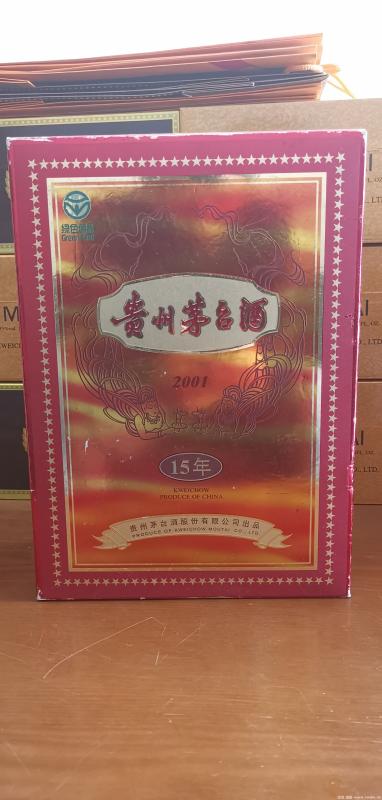 绿色食品
Green Food
贵州茅台酒
2001
15年
KWEICHOW
PRODUCE OF CHINA
贵州茅台酒股份有限公司出品
PRODUCE OF KWEICHOW MOUTAI CO., LTD